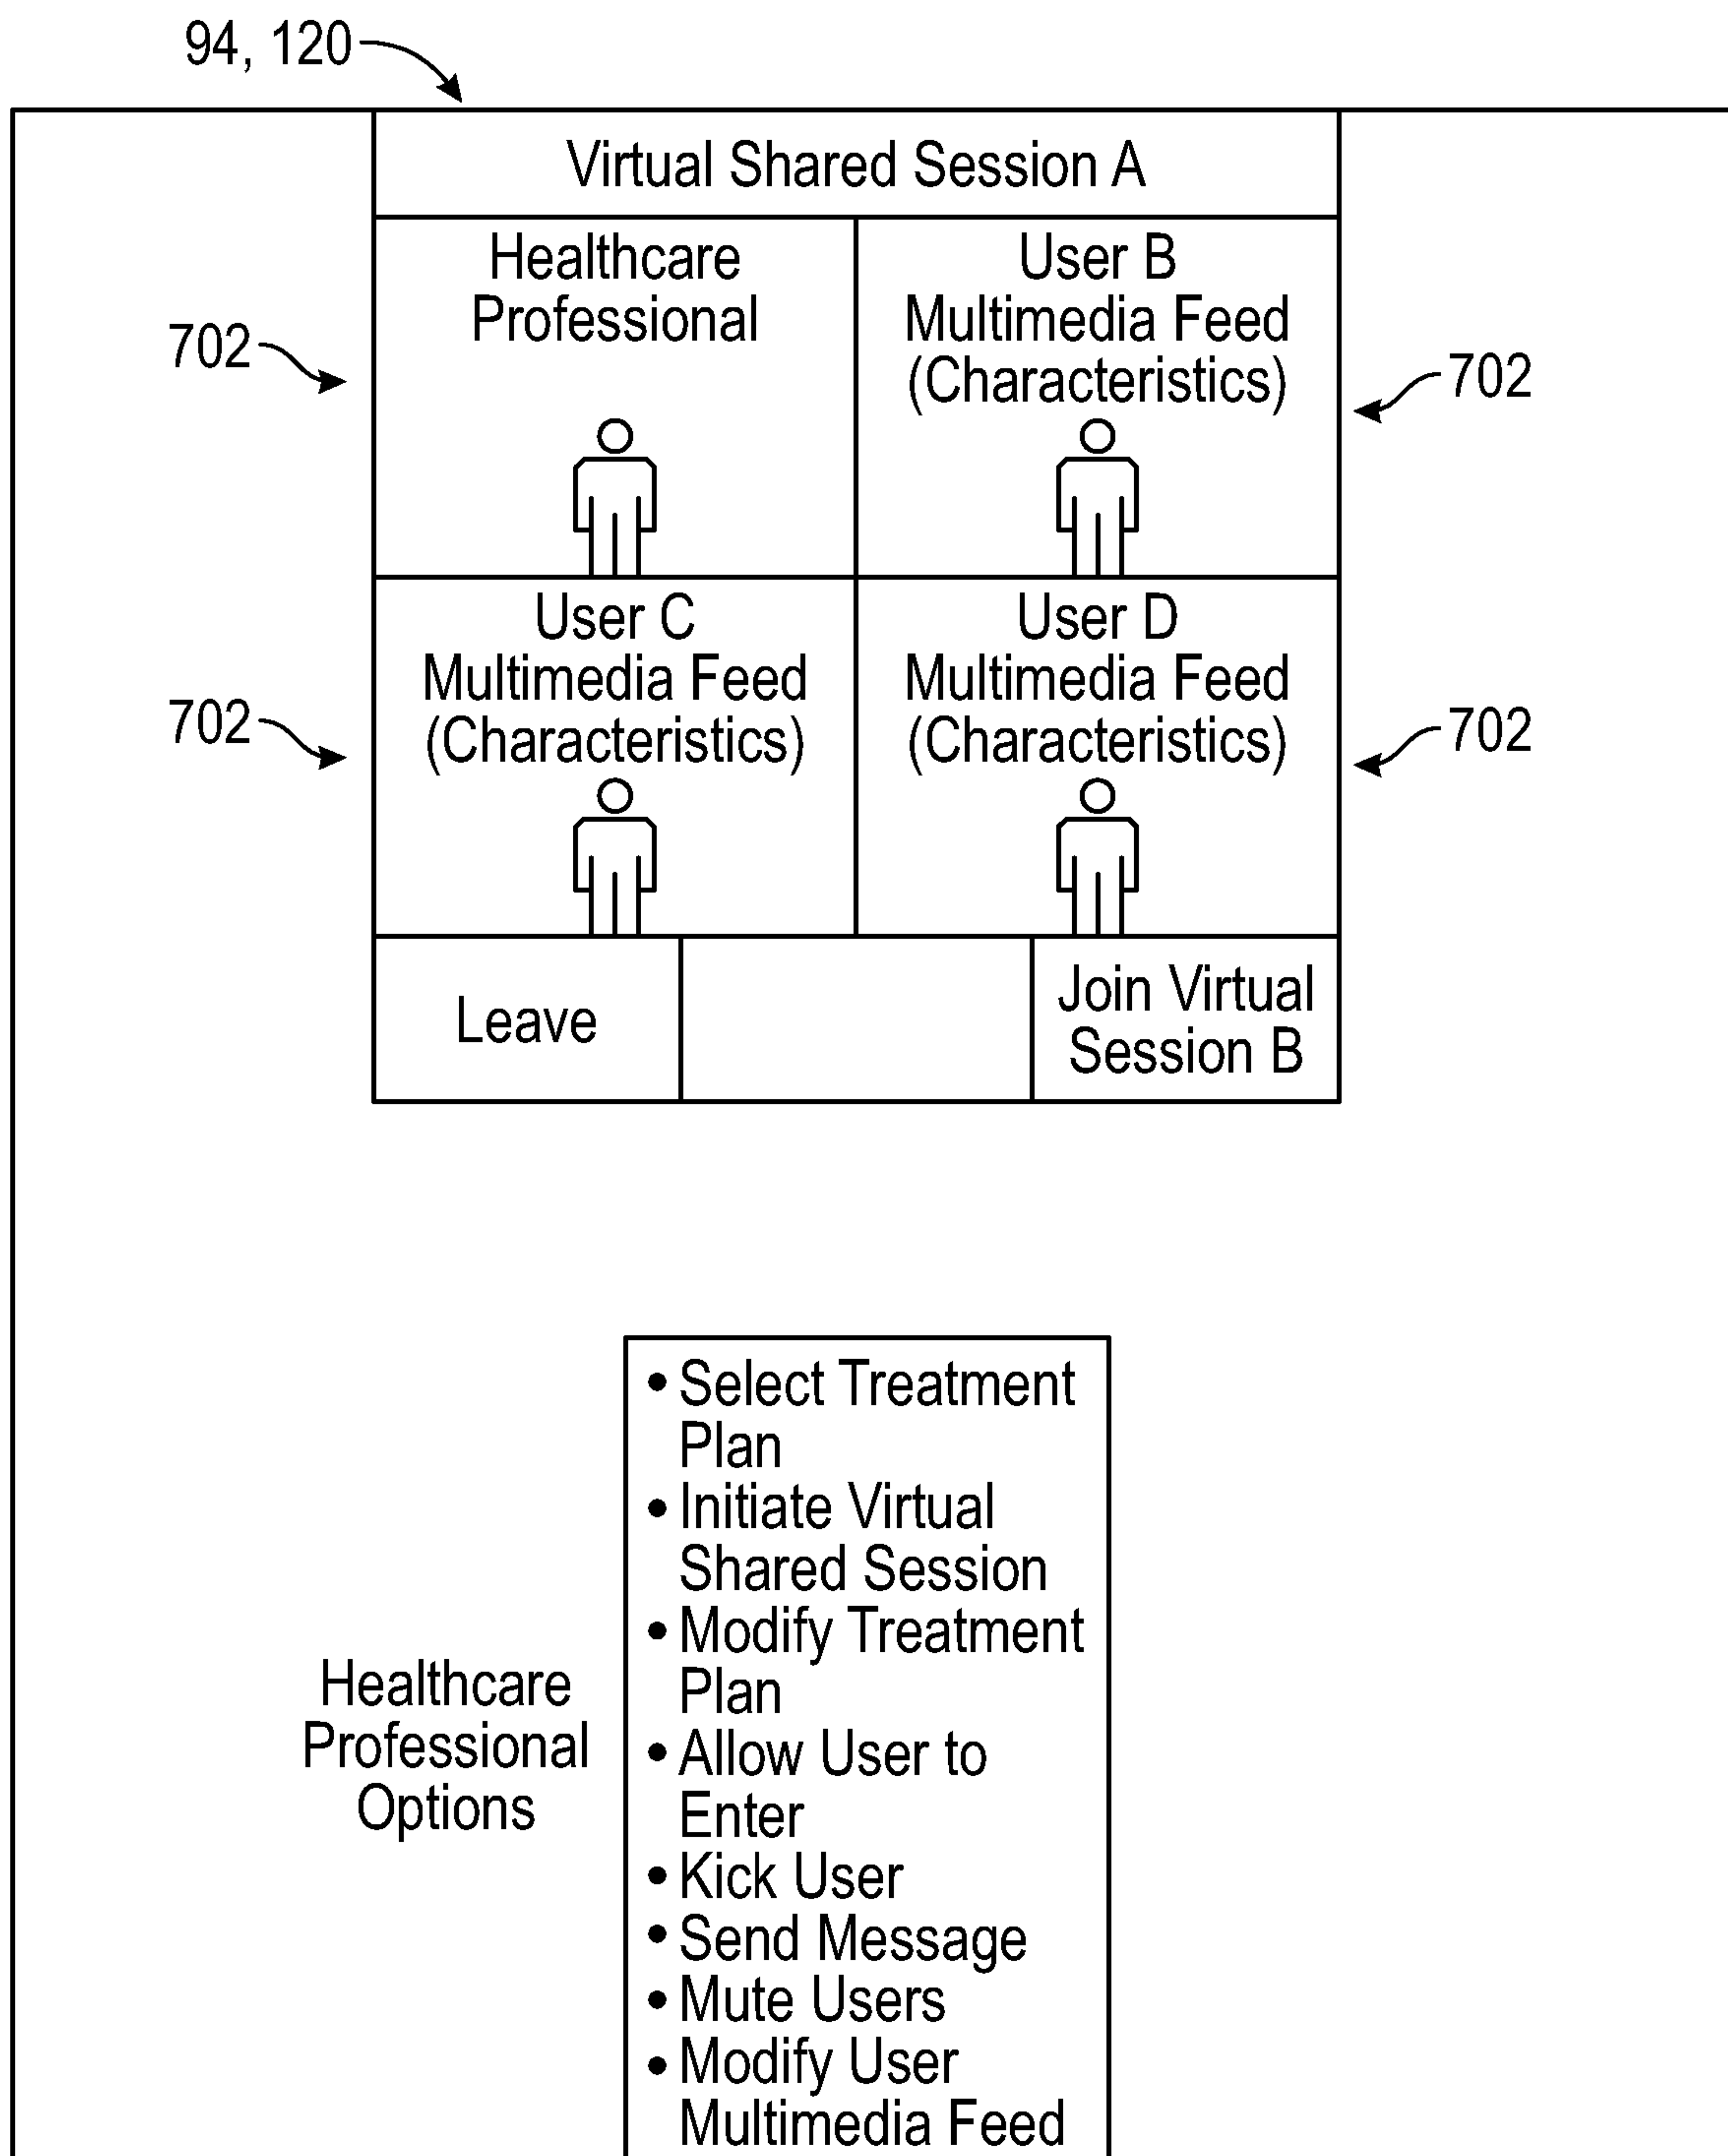 94, 120
Virtual Shared Session A
Healthcare
Professional
User B
Multimedia Feed
(Characteristics)
702
702
User C
Multimedia Feed
(Characteristics)
User D
Multimedia Feed
(Characteristics)
702
702
Leave
Join Virtual
Session B
Healthcare
Professional
Options
• Select Treatment
Plan
• Initiate Virtual
Shared Session
• Modify Treatment
Plan
• Allow User to
Enter
• Kick User
• Send Message
• Mute Users
• Modify User
Multimedia Feed